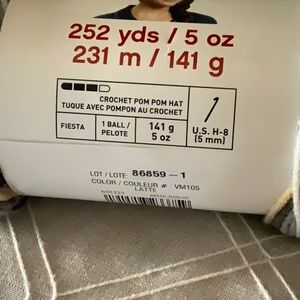 252 yds / 5 oz
231 m / 141 g
CROCHET POM POM HAT
TUQUE AVEC POMPON AU CROCHET
FIESTA
1 BALL /
PELOTE
141 g
5 oz
U.S. H-8
(5 mm)
LOT / LOTE: 86859-1
COLOR / COULEUR # : VM105
LATTE